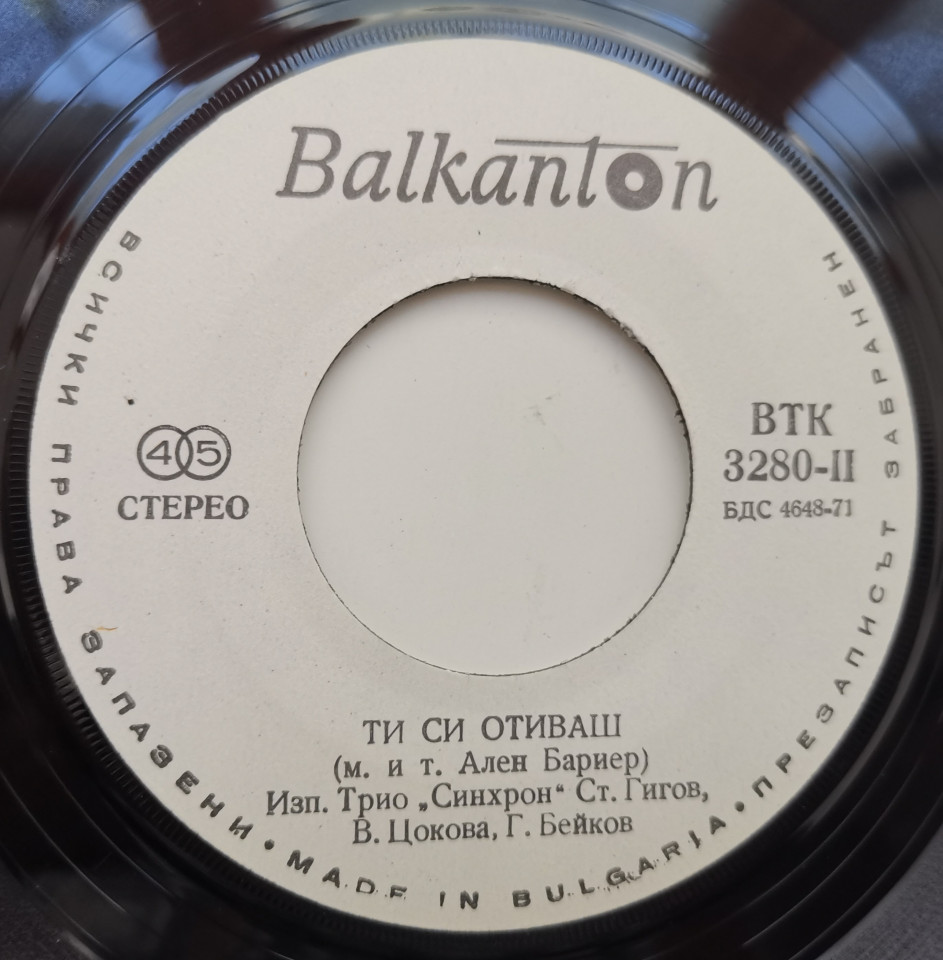 Balkanton
ВСИЧКИ ПРАВА ЗАПАЗЕНИ • MADE IN BULGARIA • ПРЕЗАПИСЪТ ЗАБРАНЕН
45
СТЕРЕО
ВТК
3280-II
БДС 4648-71
ТИ СИ ОТИВАШ
(м. и т. Ален Бариер)
Изп. Трио „Синхрон“ Ст. Гигов,
В. Цокова, Г. Бейков